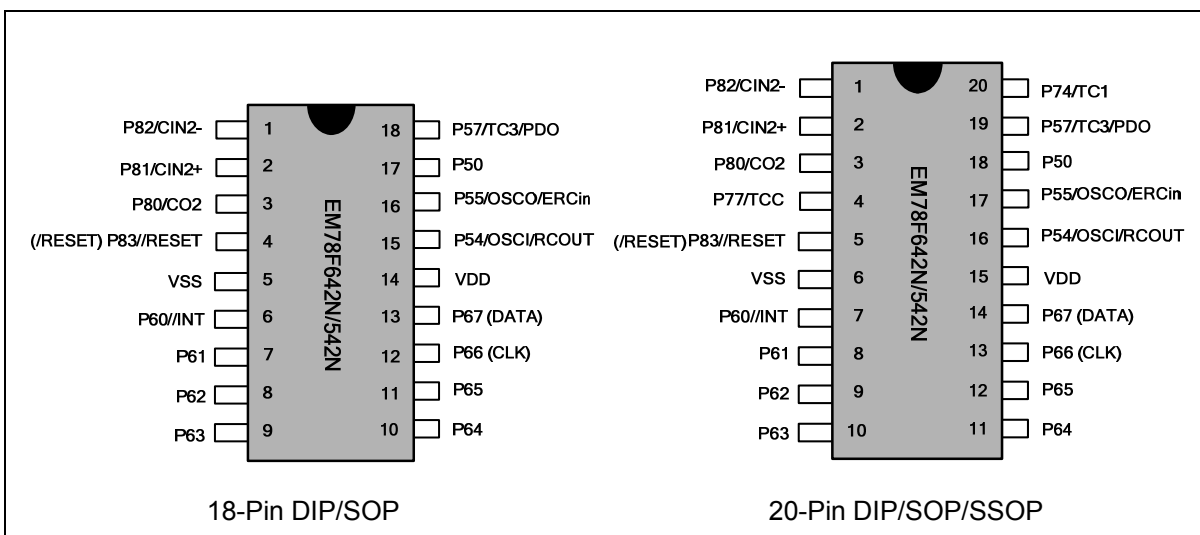 P82/CIN2- 1 18 P57/TC3/PDO
P81/CIN2+ 2 17 P50
P80/CO2 3 16 P55/OSCO/ERCin
(/RESET) P83//RESET 4 15 P54/OSCI/RCOUT
VSS 5 14 VDD
P60//INT 6 13 P67 (DATA)
P61 7 12 P66 (CLK)
P62 8 11 P65
P63 9 10 P64
EM78F642N/542N
18-Pin DIP/SOP
P82/CIN2- 1 20 P74/TC1
P81/CIN2+ 2 19 P57/TC3/PDO
P80/CO2 3 18 P50
P77/TCC 4 17 P55/OSCO/ERCin
(/RESET)P83//RESET 5 16 P54/OSCI/RCOUT
VSS 6 15 VDD
P60//INT 7 14 P67 (DATA)
P61 8 13 P66 (CLK)
P62 9 12 P65
P63 10 11 P64
EM78F642N/542N
20-Pin DIP/SOP/SSOP